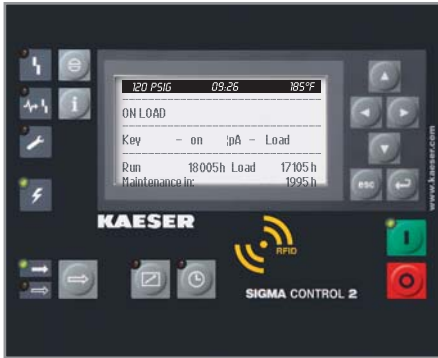 120 PSIG 09:26 185°F
ON LOAD
Key - on pA - Load
Run 18005h Load 17105h
Maintenance in: 1995h
esc
www.kaeser.com
KAESER
RFID
SIGMA CONTROL 2